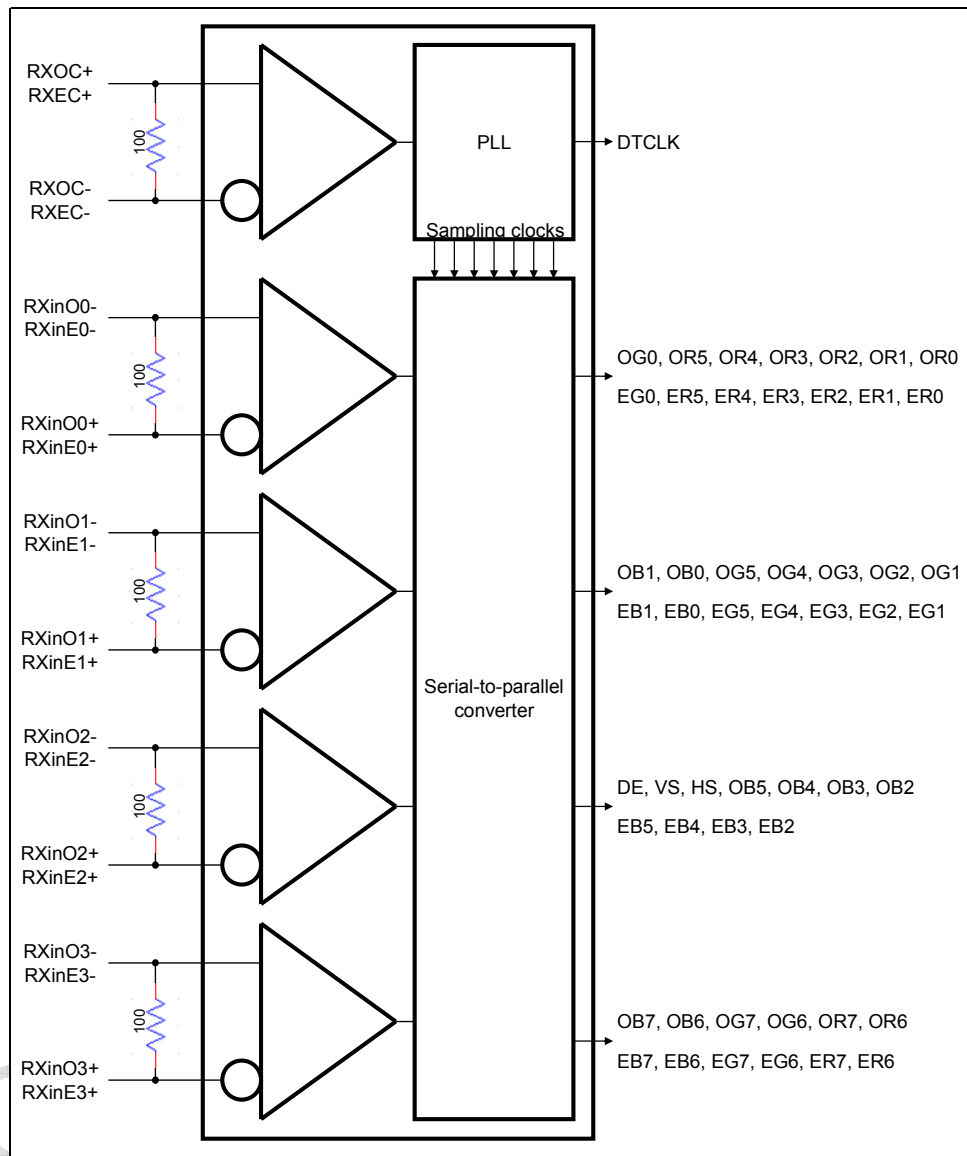 RXOC+
RXEC+
100
RXOC-
RXEC-
PLL
DTCLK
Sampling clocks
RXinO0-
RXinE0-
100
RXinO0+
RXinE0+
OG0, OR5, OR4, OR3, OR2, OR1, OR0
EG0, ER5, ER4, ER3, ER2, ER1, ER0
RXinO1-
RXinE1-
100
RXinO1+
RXinE1+
OB1, OB0, OG5, OG4, OG3, OG2, OG1
EB1, EB0, EG5, EG4, EG3, EG2, EG1
Serial-to-parallel
converter
RXinO2-
RXinE2-
100
RXinO2+
RXinE2+
DE, VS, HS, OB5, OB4, OB3, OB2
EB5, EB4, EB3, EB2
RXinO3-
RXinE3-
100
RXinO3+
RXinE3+
OB7, OB6, OG7, OG6, OR7, OR6
EB7, EB6, EG7, EG6, ER7, ER6